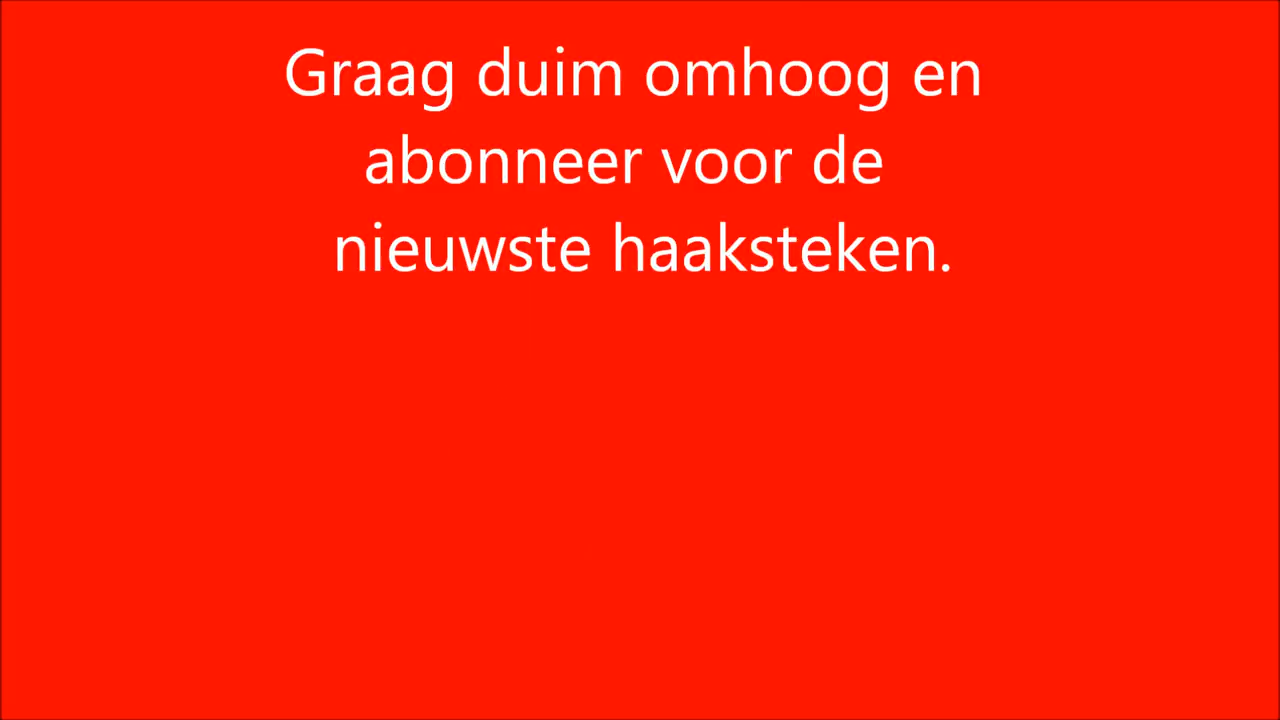 Graag duim omhoog en
abonneer voor de
nieuwste haaksteken.